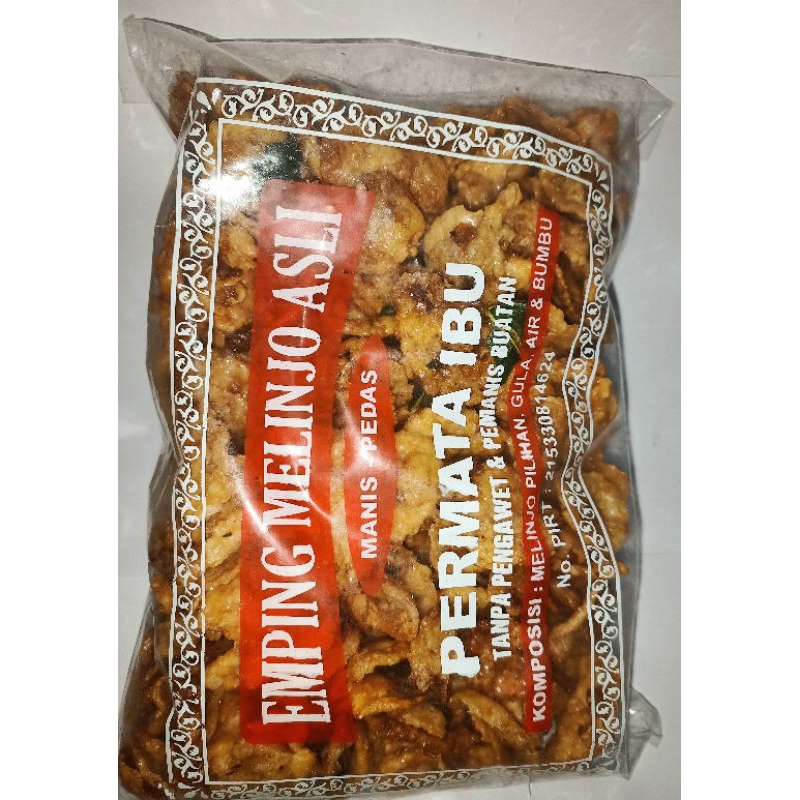 EMPING MELINJO ASLI
MANIS - PEDAS
PERMATA IBU
TANPA PENGAWET & PEMANIS BUATAN
KOMPOSISI : MELINJO PILIHAN, GULA, AIR & BUMBU
No. PIRT : 215330814624